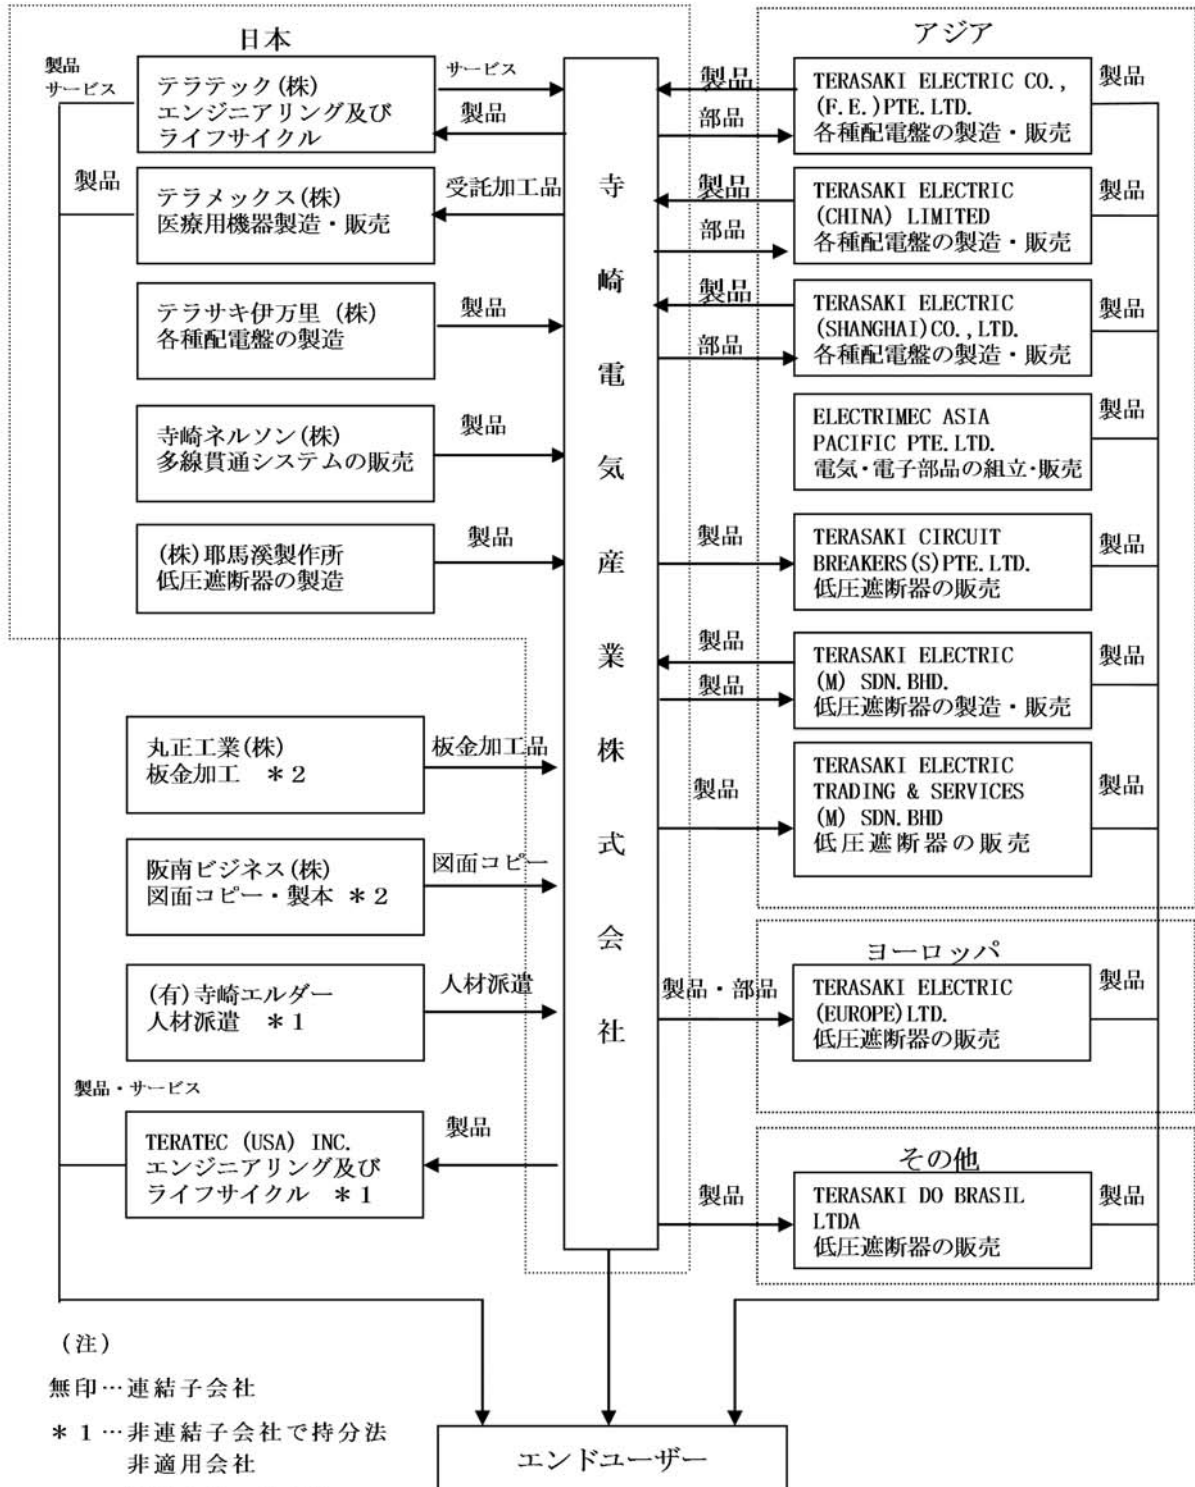 日本
製品
サービス
テラテック(株)
エンジニアリング及び
ライフサイクル
サービス
製品
製品
テラメックス(株)
医療用機器製造・販売
受託加工品
テラサキ伊万里(株)
各種配電盤の製造
製品
寺崎ネルソン(株)
多線貫通システムの販売
製品
(株)耶馬溪製作所
低圧遮断器の製造
製品
丸正工業(株)
板金加工 *2
板金加工品
阪南ビジネス(株)
図面コピー・製本 *2
図面コピー
(有)寺崎エルダー
人材派遣 *1
人材派遣
製品・サービス
TERATEC (USA) INC.
エンジニアリング及び
ライフサイクル *1
製品
寺崎電気産業株式会社
アジア
製品
部品
TERASAKI ELECTRIC CO.,
(F.E.)PTE.LTD.
各種配電盤の製造・販売
製品
製品
部品
TERASAKI ELECTRIC
(CHINA) LIMITED
各種配電盤の製造・販売
製品
製品
部品
TERASAKI ELECTRIC
(SHANGHAI)CO.,LTD.
各種配電盤の製造・販売
製品
ELECTRIMEC ASIA
PACIFIC PTE.LTD.
電気・電子部品の組立・販売
製品
製品
TERASAKI CIRCUIT
BREAKERS(S)PTE.LTD.
低圧遮断器の販売
製品
製品
製品
TERASAKI ELECTRIC
(M) SDN.BHD.
低圧遮断器の製造・販売
製品
製品
TERASAKI ELECTRIC
TRADING & SERVICES
(M) SDN.BHD
低圧遮断器の販売
製品
ヨーロッパ
製品・部品
TERASAKI ELECTRIC
(EUROPE)LTD.
低圧遮断器の販売
製品
その他
製品
TERASAKI DO BRASIL
LTDA
低圧遮断器の販売
製品
(注)
無印…連結子会社
*1…非連結子会社で持分法
非適用会社
エンドユーザー